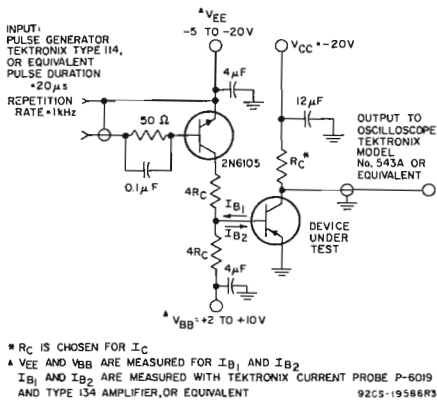 INPUT:
PULSE GENERATOR
TEKTRONIX TYPE 114,
OR EQUIVALENT
PULSE DURATION
=20μs
REPETITION
RATE=1kHz
▲VEE
-5 TO -20V
VCC=-20V
4μF
12μF
50 Ω
2N6105
0.1μF
RC*
OUTPUT TO
OSCILLOSCOPE
TEKTRONIX
MODEL
No. 543A OR
EQUIVALENT
4RC
IB1
IB2
DEVICE
UNDER
TEST
4RC
4μF
▲VBB=+2 TO +10V
* RC IS CHOSEN FOR IC
▲ VEE AND VBB ARE MEASURED FOR IB1 AND IB2
IB1 AND IB2 ARE MEASURED WITH TEKTRONIX CURRENT PROBE P-6019
AND TYPE 134 AMPLIFIER, OR EQUIVALENT
92CS-19586R3